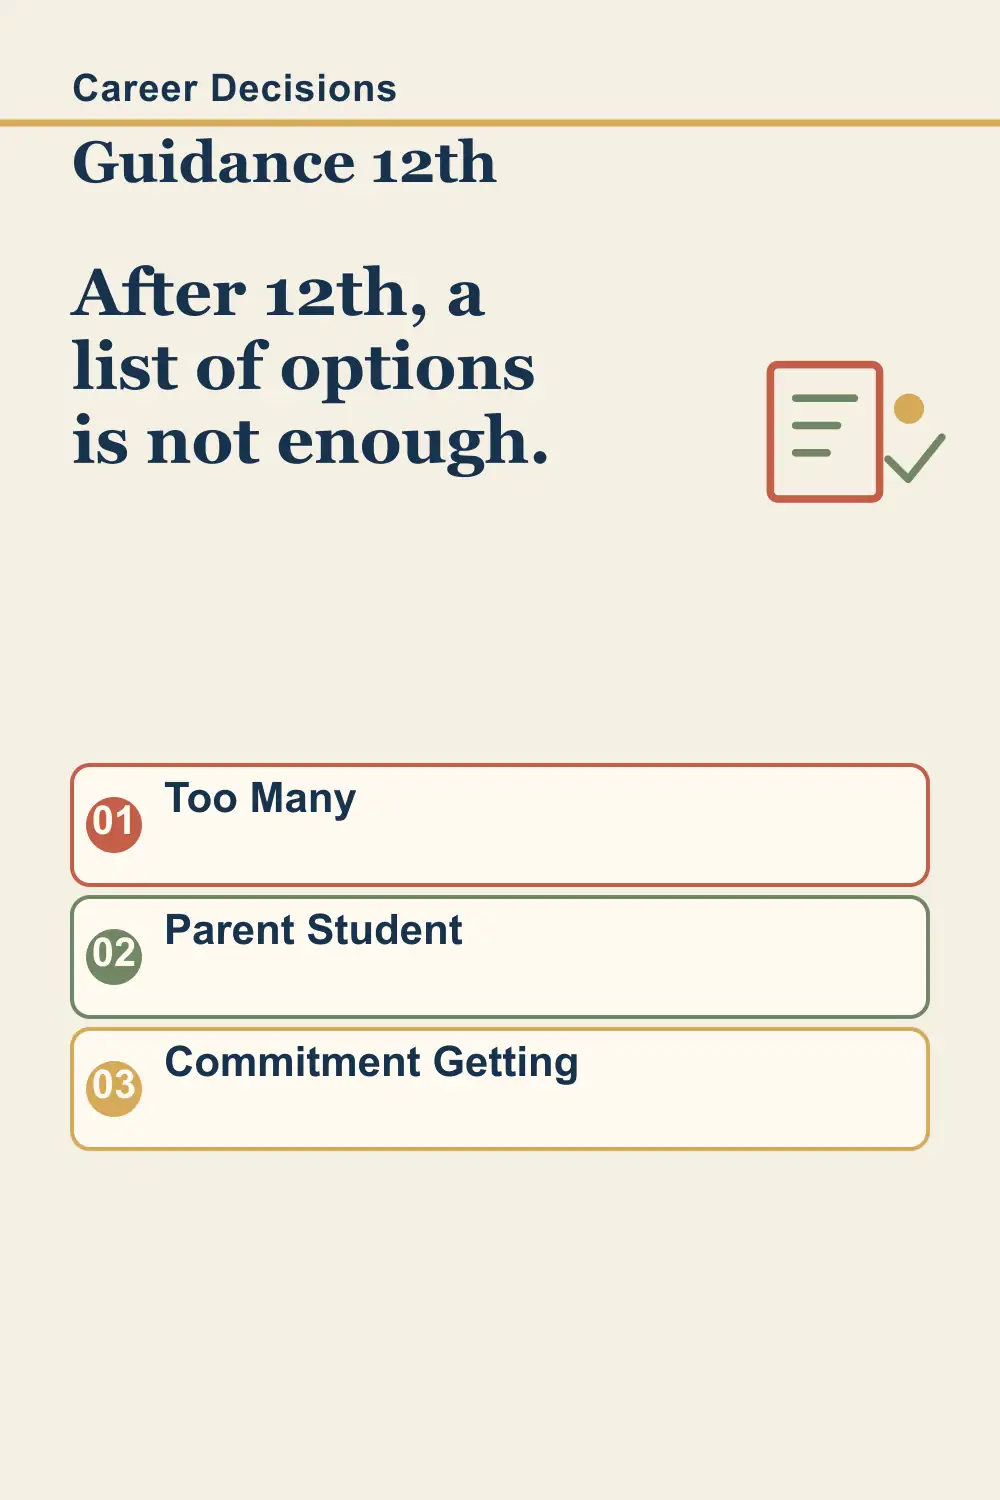 Career Decisions
Guidance 12th
After 12th, a
list of options
is not enough.
01 Too Many
02 Parent Student
03 Commitment Getting